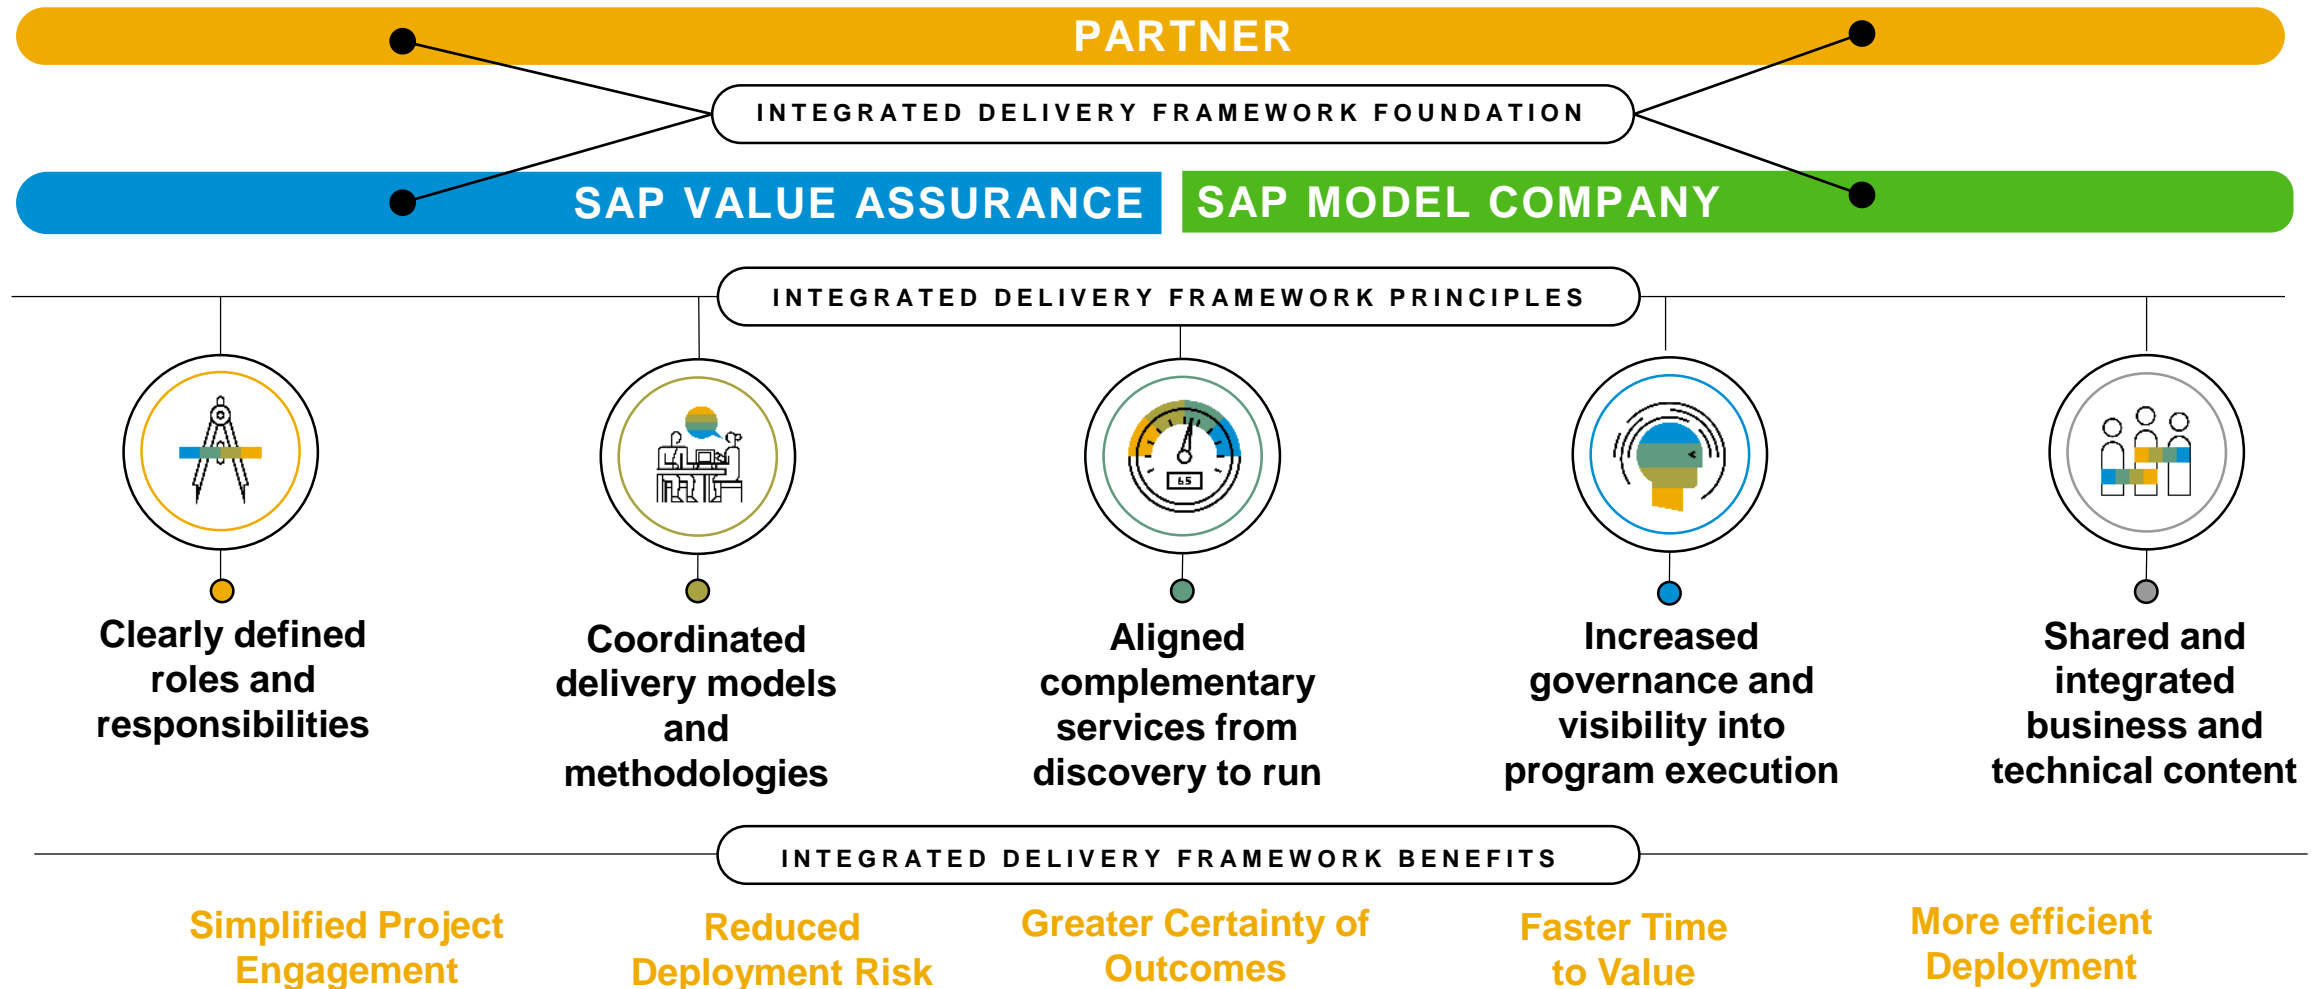 PARTNER
INTEGRATED DELIVERY FRAMEWORK FOUNDATION
SAP VALUE ASSURANCE
SAP MODEL COMPANY
INTEGRATED DELIVERY FRAMEWORK PRINCIPLES
65
Clearly defined
roles and
responsibilities
Coordinated
delivery models
and
methodologies
Aligned
complementary
services from
discovery to run
Increased
governance and
visibility into
program execution
Shared and
integrated
business and
technical content
INTEGRATED DELIVERY FRAMEWORK BENEFITS
Simplified Project
Engagement
Reduced
Deployment Risk
Greater Certainty of
Outcomes
Faster Time
to Value
More efficient
Deployment